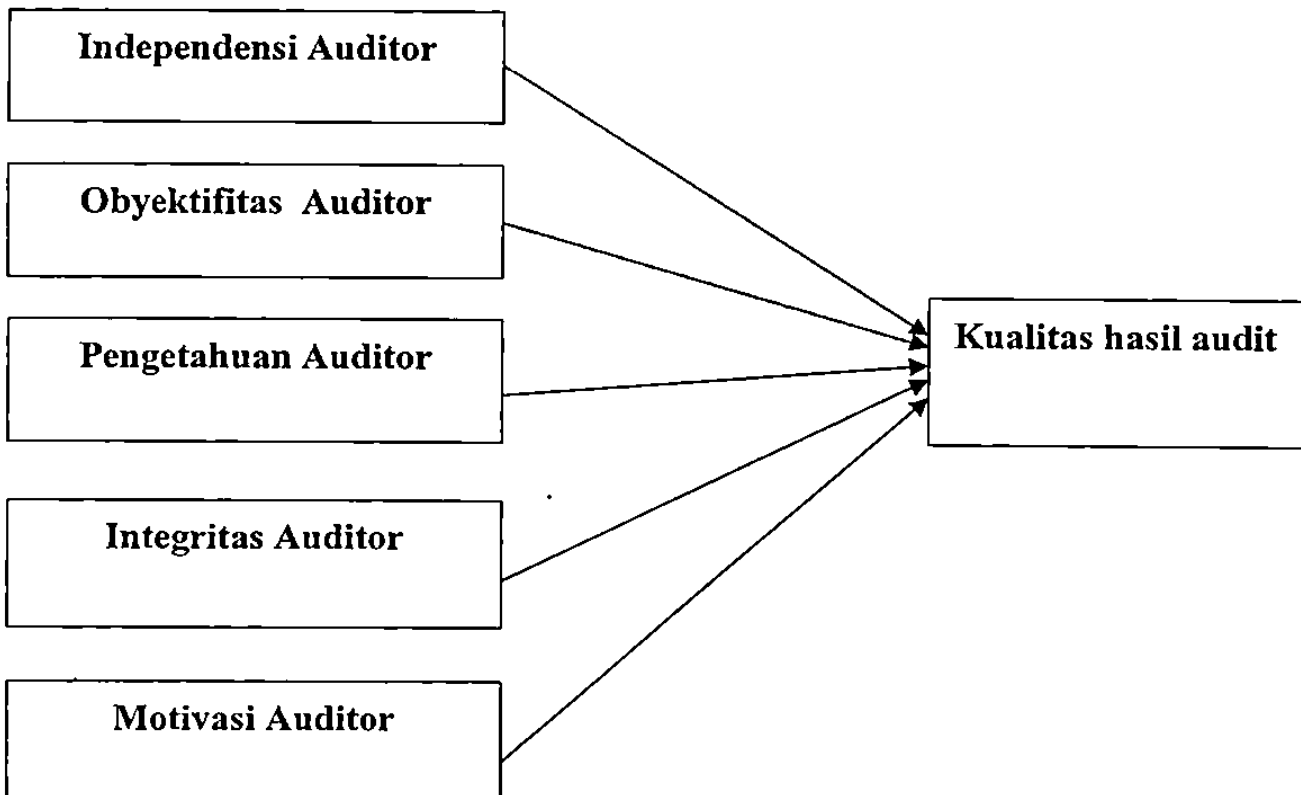 Independensi Auditor
Obyektifitas Auditor
Pengetahuan Auditor
Kualitas hasil audit
Integritas Auditor
Motivasi Auditor